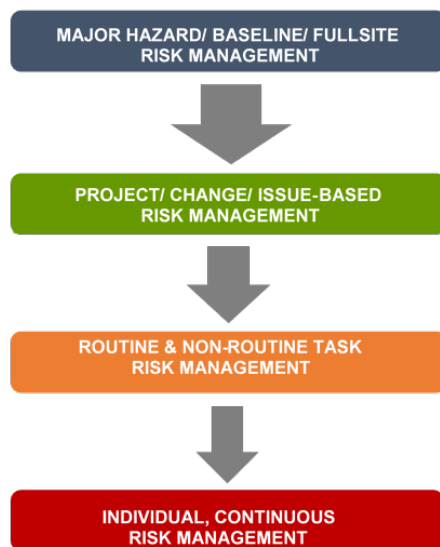 MAJOR HAZARD/ BASELINE/ FULLSITE
RISK MANAGEMENT
PROJECT/ CHANGE/ ISSUE-BASED
RISK MANAGEMENT
ROUTINE & NON-ROUTINE TASK
RISK MANAGEMENT
INDIVIDUAL, CONTINUOUS
RISK MANAGEMENT